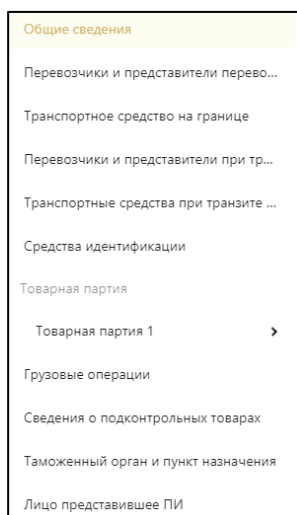 Общие сведения
Перевозчики и представители перево...
Транспортное средство на границе
Перевозчики и представители при тр...
Транспортные средства при транзите ...
Средства идентификации
Товарная партия
Товарная партия 1
Грузовые операции
Сведения о подконтрольных товарах
Таможенный орган и пункт назначения
Лицо представившее ПИ